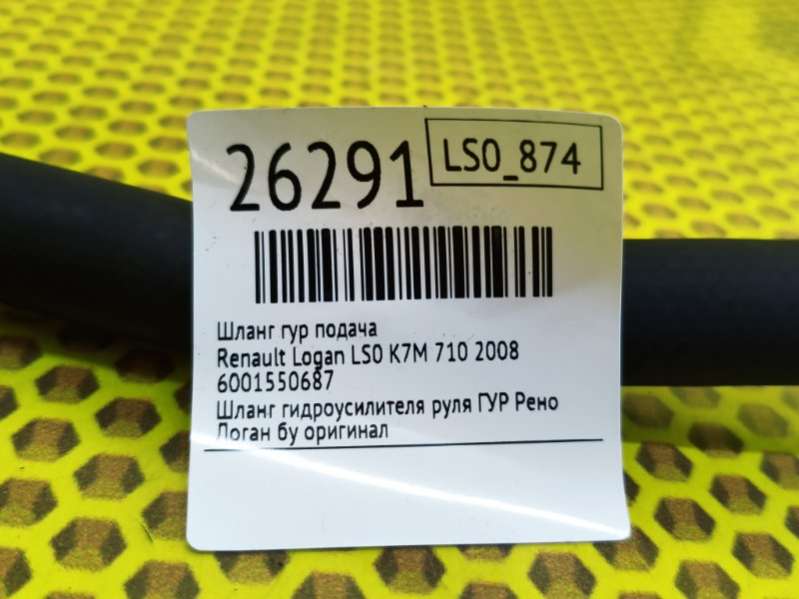 26291
LS0_874
Шланг гур подача
Renault Logan LS0 K7M 710 2008
6001550687
Шланг гидроусилителя руля ГУР Рено
Логан бу оригинал